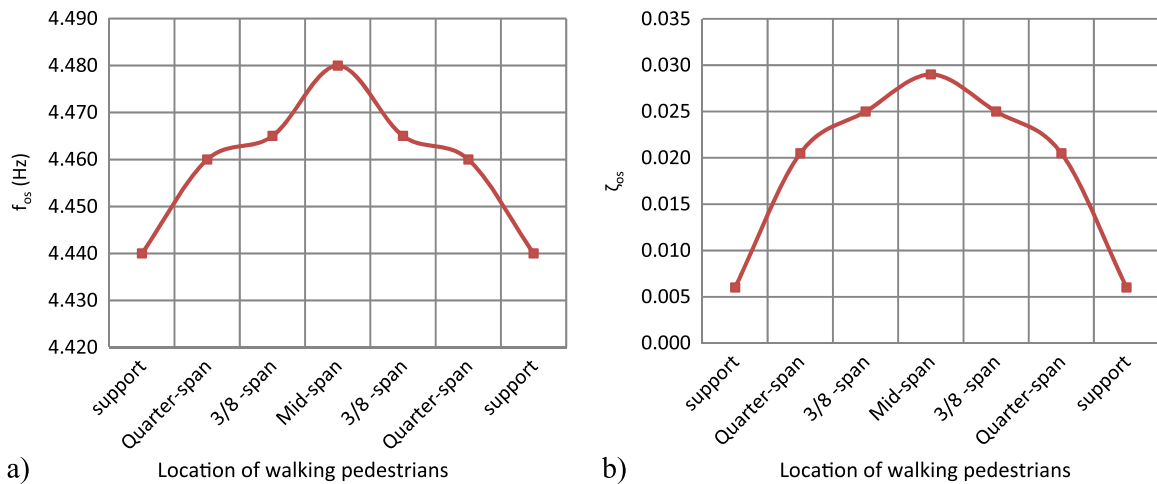 4.490
4.480
4.470
4.460
4.450
4.440
4.430
4.420
f_os (Hz)
support
Quarter-span
3/8 -span
Mid-span
3/8 -span
Quarter-span
support
a)
Location of walking pedestrians
0.035
0.030
0.025
0.020
0.015
0.010
0.005
0.000
ζ_os
support
Quarter-span
3/8 -span
Mid-span
3/8 -span
Quarter-span
support
b)
Location of walking pedestrians